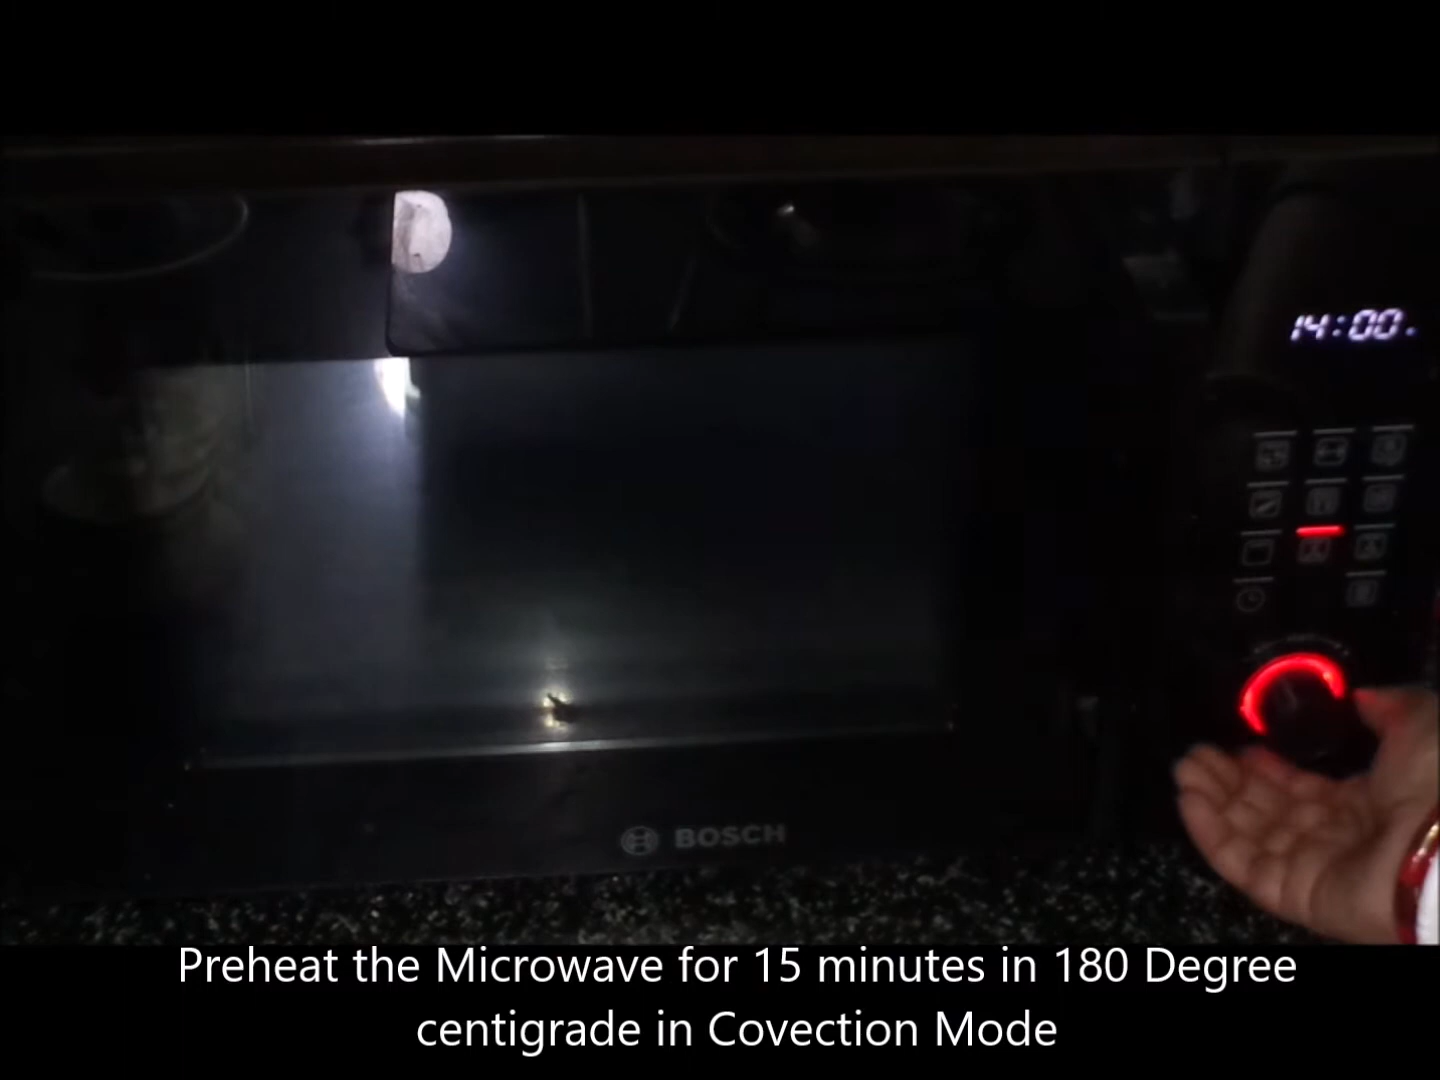 14:00.
BOSCH
Preheat the Microwave for 15 minutes in 180 Degree
centigrade in Covection Mode